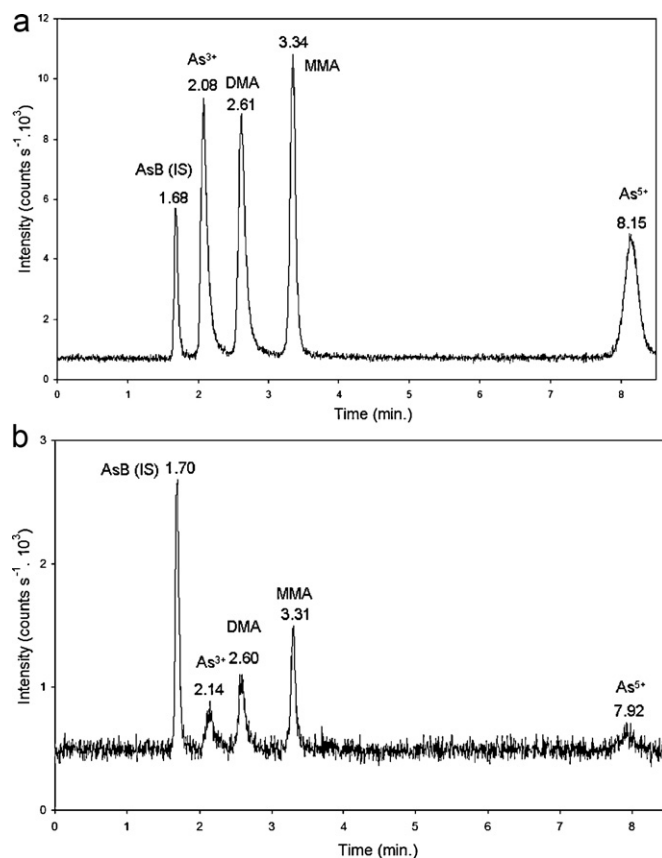 a
12
10
8
6
4
2
0
Intensity (counts s⁻¹.10³)
AsB (IS)
1.68
As³⁺
2.08
DMA
2.61
3.34
MMA
As⁵⁺
8.15
0 1 2 3 4 5 6 7 8
Time (min.)
b
3
2
1
0
Intensity (counts s⁻¹. 10³)
AsB (IS) 1.70
As³⁺
2.14
DMA
2.60
MMA
3.31
As⁵⁺
7.92
0 1 2 3 4 5 6 7 8
Time (min.)